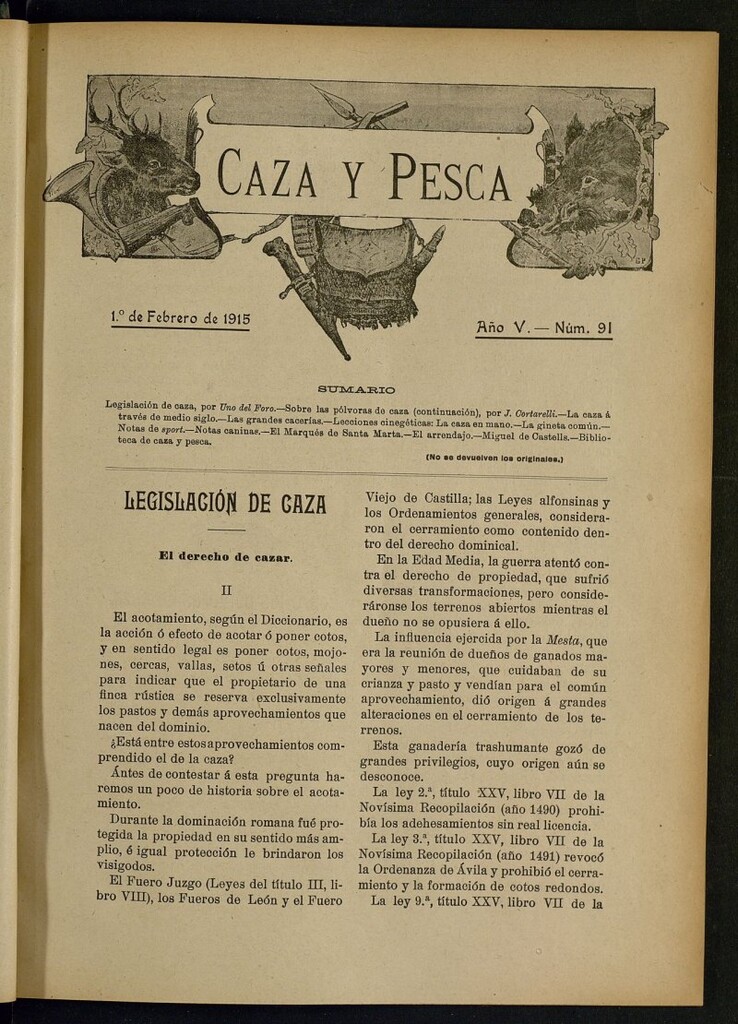 CAZA Y PESCA
1.º de Febrero de 1915
Año V. — Núm. 91
SUMARIO
Legislación de caza, por Uno del Foro.—Sobre las pólvoras de caza (continuación), por J. Cortarelli.—La caza á
través de medio siglo.—Las grandes cacerías.—Lecciones cinegéticas: La caza en mano.—La gineta común.—
Notas de sport.—Notas caninas.—El Marqués de Santa Marta.—El arrendajo.—Miguel de Castells.—Biblio-
teca de caza y pesca.
(No se devuelven los originales.)
LEGISLACIÓN DE CAZA
El derecho de cazar.
II
El acotamiento, según el Diccionario, es
la acción ó efecto de acotar ó poner cotos,
y en sentido legal es poner cotos, mojo-
nes, cercas, vallas, setos ú otras señales
para indicar que el propietario de una
finca rústica se reserva exclusivamente
los pastos y demás aprovechamientos que
nacen del dominio.
¿Está entre estos aprovechamientos com-
prendido el de la caza?
Ántes de contestar á esta pregunta ha-
remos un poco de historia sobre el acota-
miento.
Durante la dominación romana fué pro-
tegida la propiedad en su sentido más am-
plio, é igual protección le brindaron los
visigodos.
El Fuero Juzgo (Leyes del título III, li-
bro VIII), los Fueros de León y el Fuero
Viejo de Castilla; las Leyes alfonsinas y
los Ordenamientos generales, considera-
ron el cerramiento como contenido den-
tro del derecho dominical.
En la Edad Media, la guerra atentó con-
tra el derecho de propiedad, que sufrió
diversas transformaciones, pero conside-
ráronse los terrenos abiertos mientras el
dueño no se opusiera á ello.
La influencia ejercida por la Mesta, que
era la reunión de dueños de ganados ma-
yores y menores, que cuidaban de su
crianza y pasto y vendían para el común
aprovechamiento, dió origen á grandes
alteraciones en el cerramiento de los te-
rrenos.
Esta ganadería trashumante gozó de
grandes privilegios, cuyo origen aún se
desconoce.
La ley 2.ª, título XXV, libro VII de la
Novísima Recopilación (año 1490) prohi-
bía los adehesamientos sin real licencia.
La ley 3.ª, título XXV, libro VII de la
Novísima Recopilación (año 1491) revocó
la Ordenanza de Ávila y prohibió el cerra-
miento y la formación de cotos redondos.
La ley 9.ª, título XXV, libro VII de la